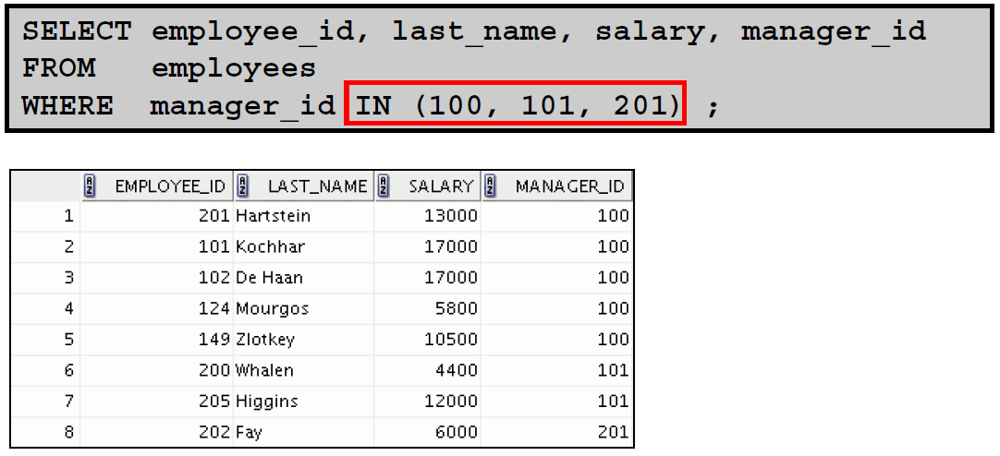 SELECT employee_id, last_name, salary, manager_id
FROM employees
WHERE manager_id IN (100, 101, 201) ;
EMPLOYEE_ID LAST_NAME SALARY MANAGER_ID
1 201 Hartstein 13000 100
2 101 Kochhar 17000 100
3 102 De Haan 17000 100
4 124 Mourgos 5800 100
5 149 Zlotkey 10500 100
6 200 Whalen 4400 101
7 205 Higgins 12000 101
8 202 Fay 6000 201